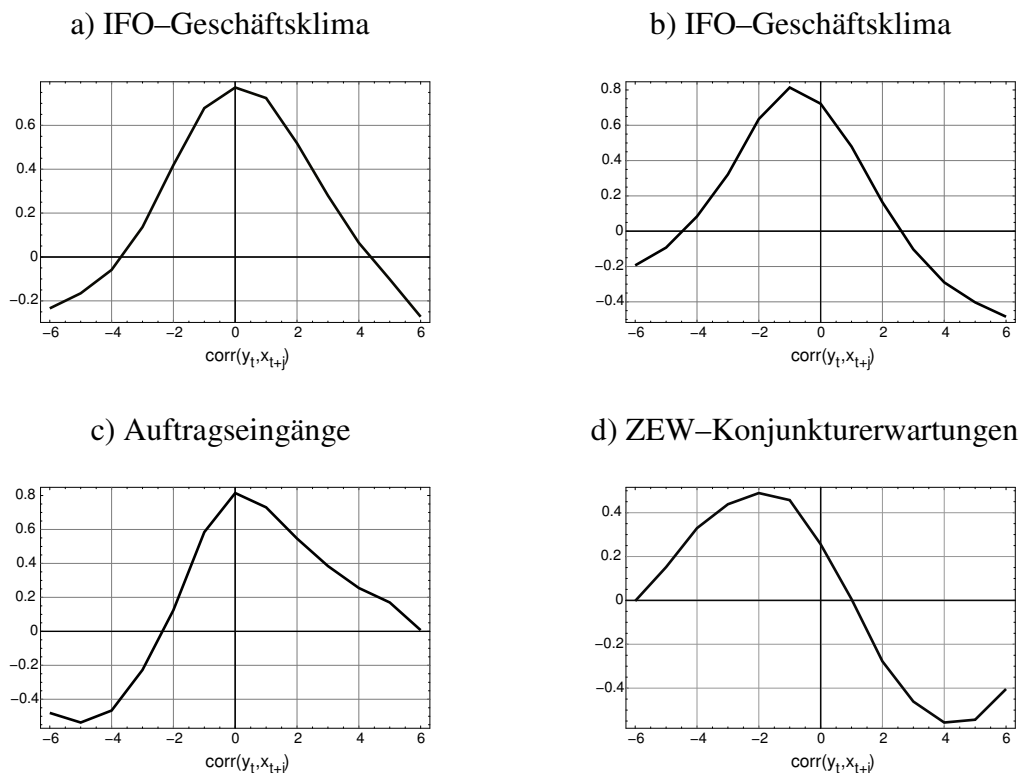 a) IFO–Geschäftsklima
0.6
0.4
0.2
0
−0.2
−6 −4 −2 0 2 4 6
corr(y_t,x_{t+j})
b) IFO–Geschäftsklima
0.8
0.6
0.4
0.2
0
−0.2
−0.4
−6 −4 −2 0 2 4 6
corr(y_t,x_{t+j})
c) Auftragseingänge
0.8
0.6
0.4
0.2
0
−0.2
−0.4
−6 −4 −2 0 2 4 6
corr(y_t,x_{t+j})
d) ZEW–Konjunkturerwartungen
0.4
0.2
0
−0.2
−0.4
−6 −4 −2 0 2 4 6
corr(y_t,x_{t+j})